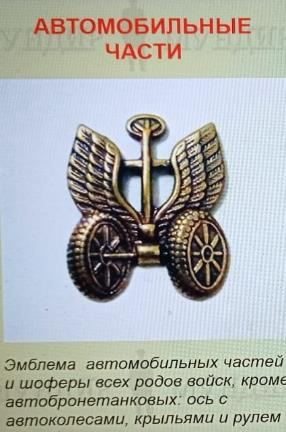 АВТОМОБИЛЬНЫЕ
ЧАСТИ
Эмблема автомобильных частей
и шоферы всех родов войск, кроме
автобронетанковых: ось с
автоколесами, крыльями и рулем